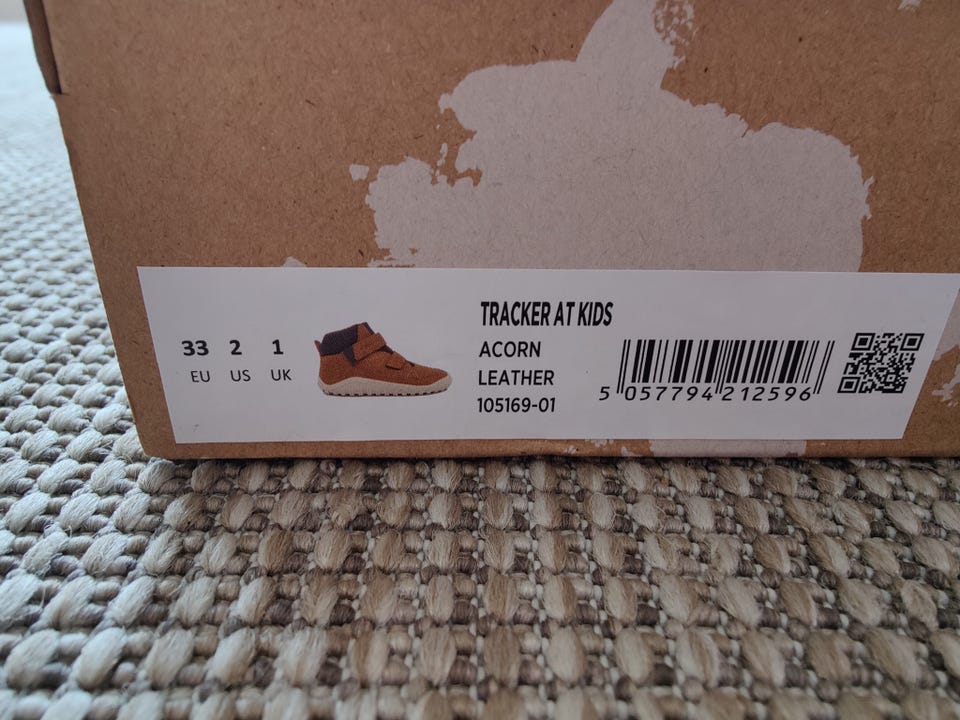 33 2 1
EU US UK
TRACKER AT KIDS
ACORN
LEATHER
105169-01
5 057794 212596